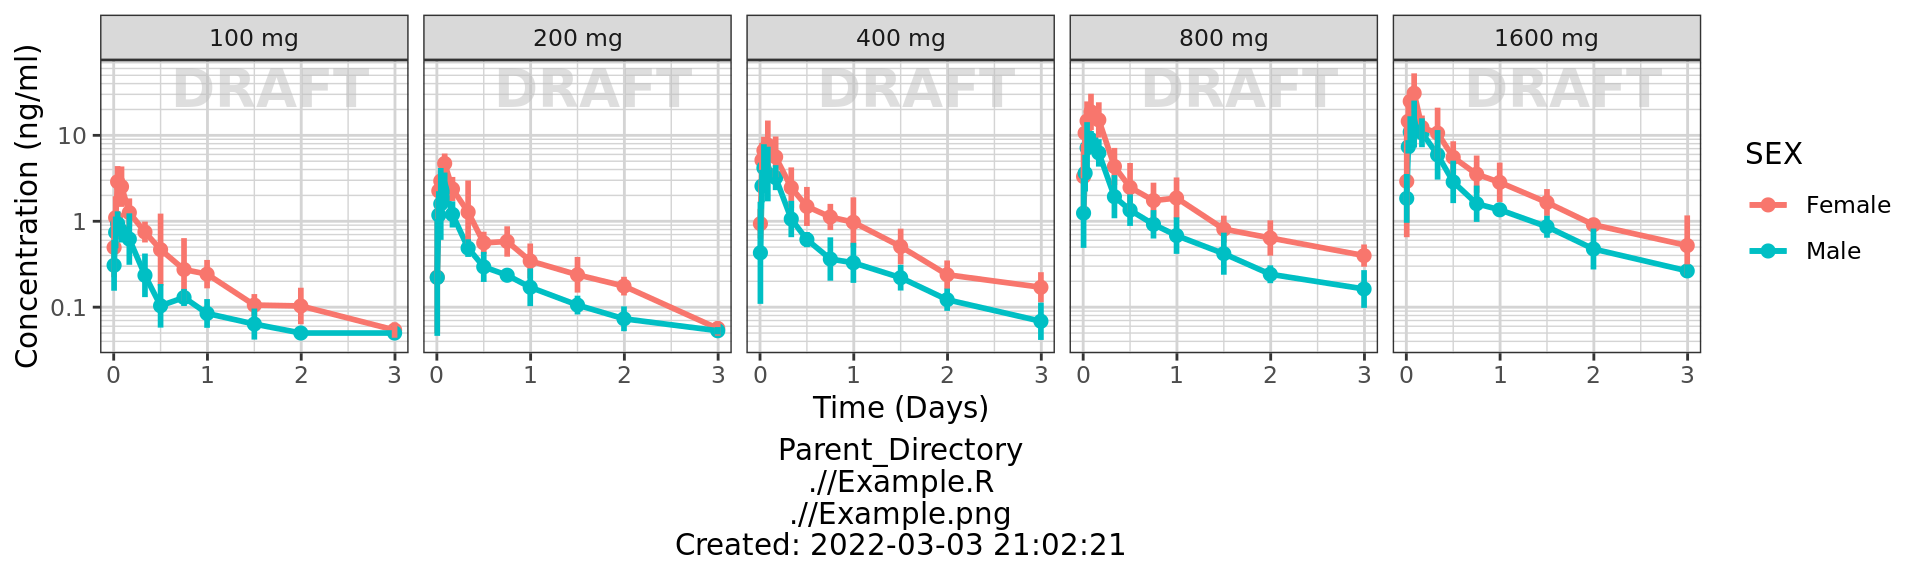 100 mg 200 mg 400 mg 800 mg 1600 mg
DRAFT DRAFT DRAFT DRAFT DRAFT
Concentration (ng/ml)
10
1
0.1
SEX
Female
Male
0 1 2 3 0 1 2 3 0 1 2 3 0 1 2 3 0 1 2 3
Time (Days)
Parent_Directory
.//Example.R
.//Example.png
Created: 2022-03-03 21:02:21